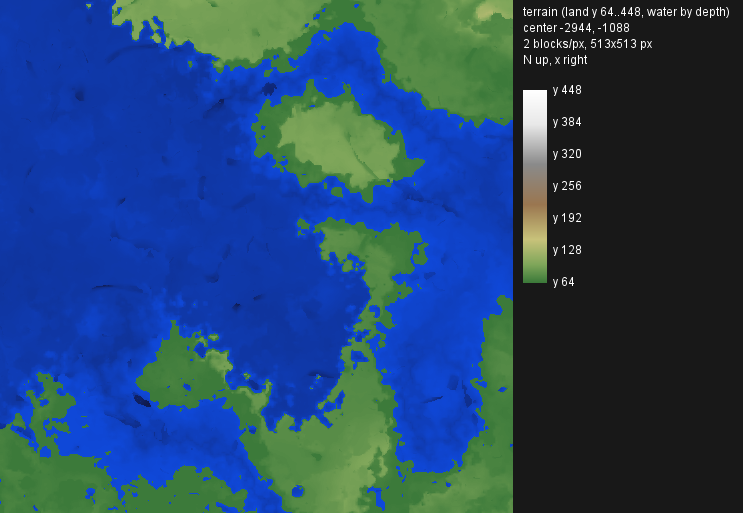 terrain (land y 64..448, water by depth)
center -2944, -1088
2 blocks/px, 513x513 px
N up, x right
y 448
y 384
y 320
y 256
y 192
y 128
y 64